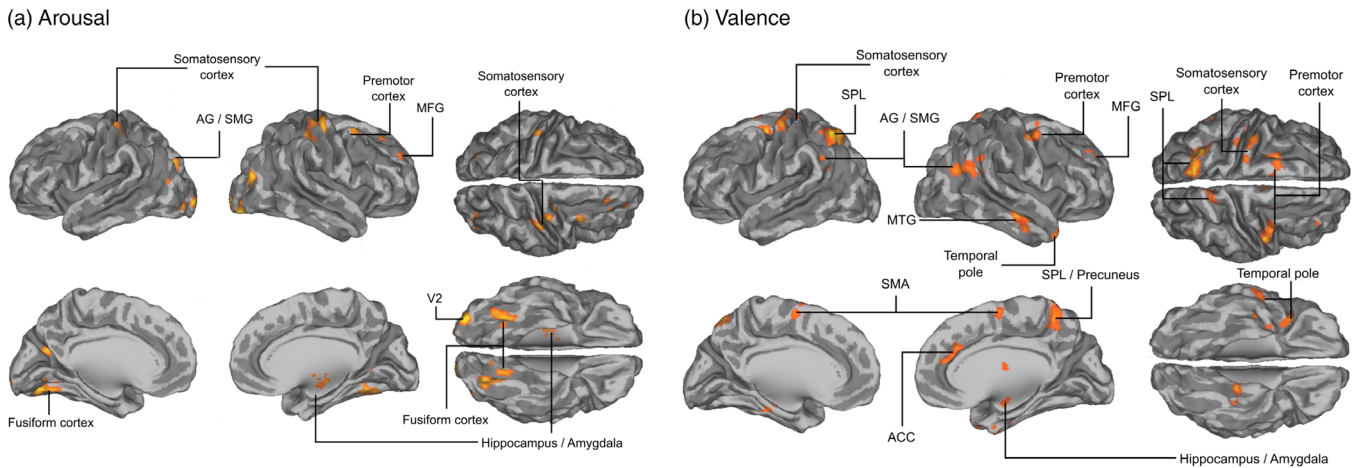 (a) Arousal
Somatosensory
cortex
Premotor
cortex
MFG
AG / SMG
Somatosensory
cortex
V2
Fusiform cortex
Fusiform cortex
Hippocampus / Amygdala
(b) Valence
Somatosensory
cortex
SPL
AG / SMG
Premotor
cortex
MFG
Somatosensory
cortex
Premotor
cortex
SPL
MTG
Temporal
pole
SMA
SPL / Precuneus
Temporal pole
ACC
Hippocampus / Amygdala